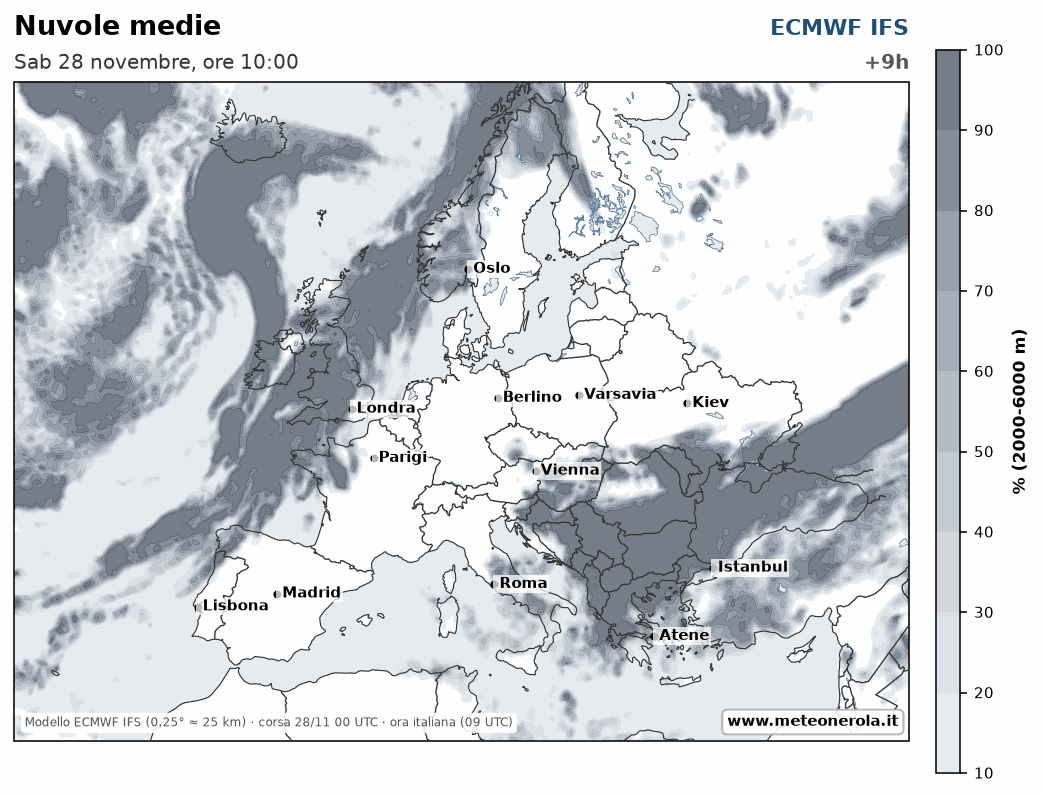 Nuvole medie
ECMWF IFS
Sab 28 novembre, ore 10:00
+9h
100
90
80
70
60
50
40
30
20
10
% (2000-6000 m)
Oslo
Berlino
Varsavia
Kiev
Londra
Parigi
Vienna
Istanbul
Roma
Madrid
Lisbona
Atene
Modello ECMWF IFS (0,25° ≈ 25 km) · corsa 28/11 00 UTC · ora italiana (09 UTC)
www.meteonerola.it